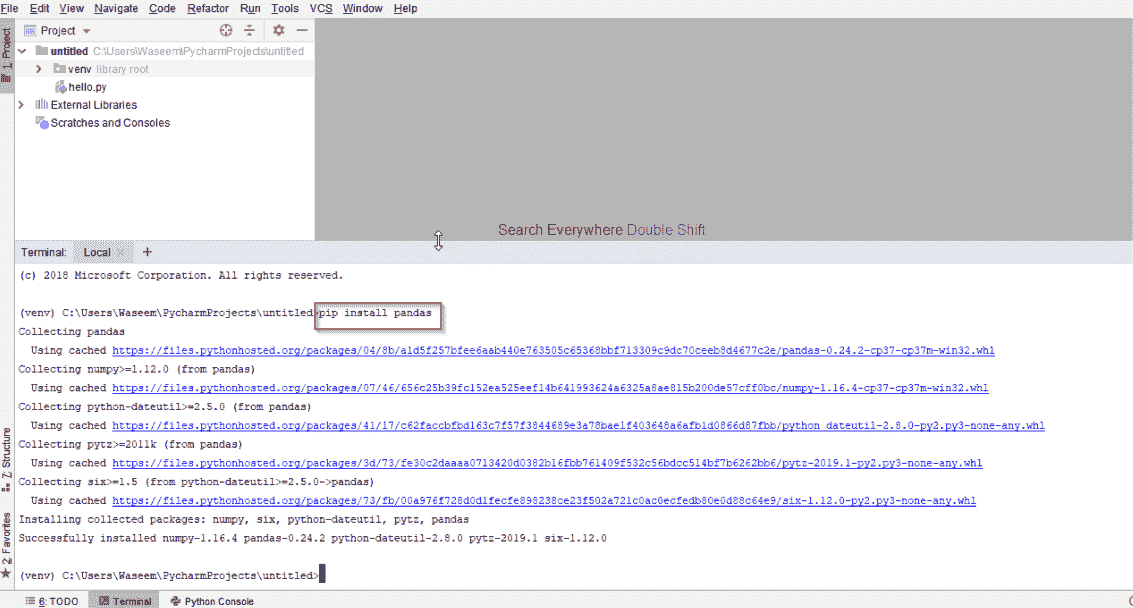 File Edit View Navigate Code Refactor Run Tools VCS Window Help
1: Project
Project
untitled C:\Users\Waseem\PycharmProjects\untitled
venv library root
hello.py
External Libraries
Scratches and Consoles
Search Everywhere Double Shift
Terminal: Local × +
(c) 2018 Microsoft Corporation. All rights reserved.
(venv) C:\Users\Waseem\PycharmProjects\untitled>pip install pandas
Collecting pandas
Using cached https://files.pythonhosted.org/packages/04/8b/a1d5f257bfee6aab440e763505c65368bbf713309c9dc70ceeb8d4677c2e/pandas-0.24.2-cp37-cp37m-win32.whl
Collecting numpy>=1.12.0 (from pandas)
Using cached https://files.pythonhosted.org/packages/07/46/656c25b39fc152ea525eef14b641993624a6325a8ae815b200de57cff0bc/numpy-1.16.4-cp37-cp37m-win32.whl
Collecting python-dateutil>=2.5.0 (from pandas)
Using cached https://files.pythonhosted.org/packages/41/17/c62faccbfbd163c7f57f3844689e3a78bae1f403648a6afb1d0866d87fbb/python_dateutil-2.8.0-py2.py3-none-any.whl
Collecting pytz>=2011k (from pandas)
Using cached https://files.pythonhosted.org/packages/3d/73/fe30c2daaaa0713420d0382b16fbb761409f532c56bdcc514bf7b6262bb6/pytz-2019.1-py2.py3-none-any.whl
Collecting six>=1.5 (from python-dateutil>=2.5.0->pandas)
Using cached https://files.pythonhosted.org/packages/73/fb/00a976f728d0d1fecfe898238ce23f502a721c0ac0ecfedb80e0d88c64e9/six-1.12.0-py2.py3-none-any.whl
Installing collected packages: numpy, six, python-dateutil, pytz, pandas
Successfully installed numpy-1.16.4 pandas-0.24.2 python-dateutil-2.8.0 pytz-2019.1 six-1.12.0
(venv) C:\Users\Waseem\PycharmProjects\untitled>
7: Structure
2: Favorites
6: TODO Terminal Python Console